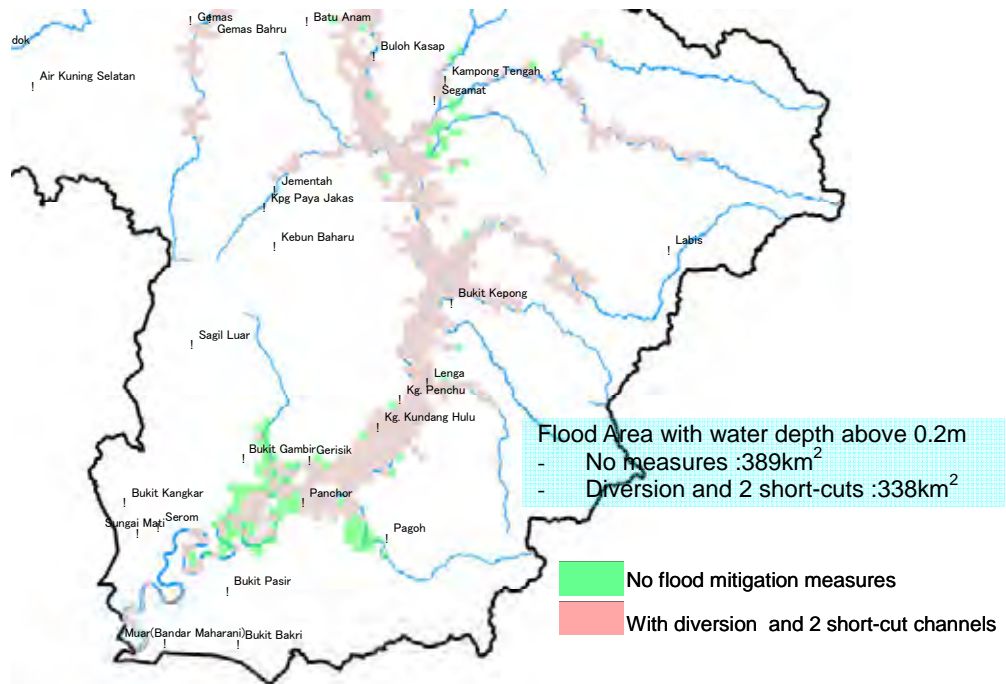 Gemas
Gemas Bahru
Batu Anam
dok
Buloh Kasap
Air Kuning Selatan
Kampong Tengah
Segamat
Jementah
Kpg Paya Jakas
Kebun Baharu
Labis
Bukit Kepong
Sagil Luar
Lenga
Kg. Penchu
Kg. Kundang Hulu
Flood Area with water depth above 0.2m
- No measures :389km²
- Diversion and 2 short-cuts :338km²
Bukit Gambir
Gerisik
Bukit Kangkar
Panchor
Sungai Mati
Serom
Pagoh
No flood mitigation measures
Bukit Pasir
With diversion and 2 short-cut channels
Muar(Bandar Maharani)
Bukit Bakri